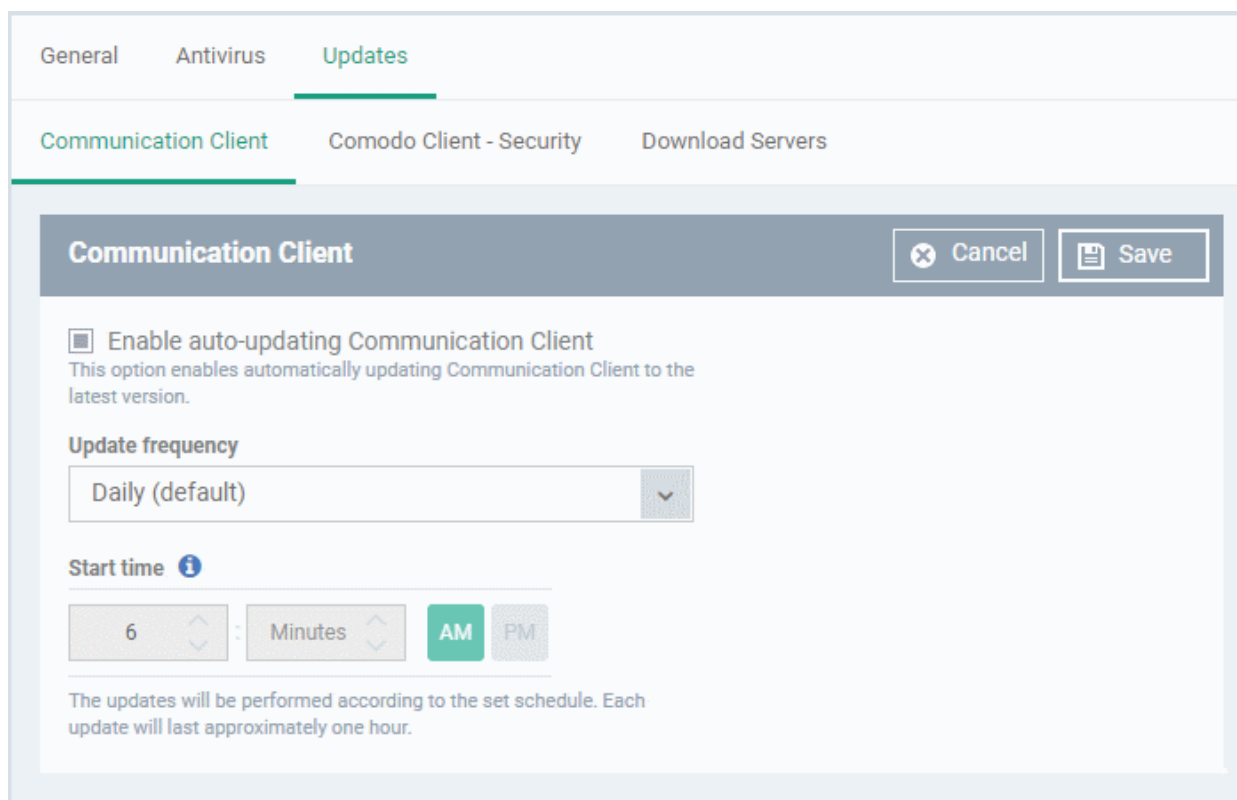 General Antivirus Updates
Communication Client Comodo Client - Security Download Servers
Communication Client Cancel Save
Enable auto-updating Communication Client
This option enables automatically updating Communication Client to the
latest version.
Update frequency
Daily (default)
Start time i
6 : Minutes AM PM
The updates will be performed according to the set schedule. Each
update will last approximately one hour.